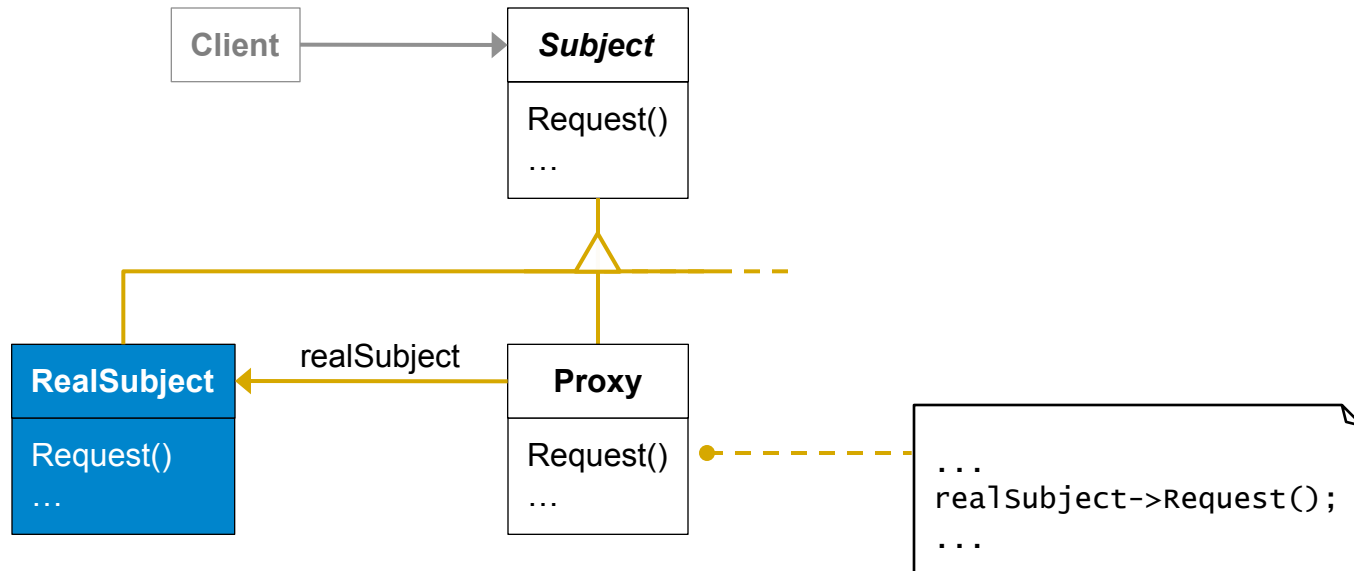 Client
Subject
Request()
…
realSubject
RealSubject
Request()
…
Proxy
Request()
…
...
realSubject->Request();
...